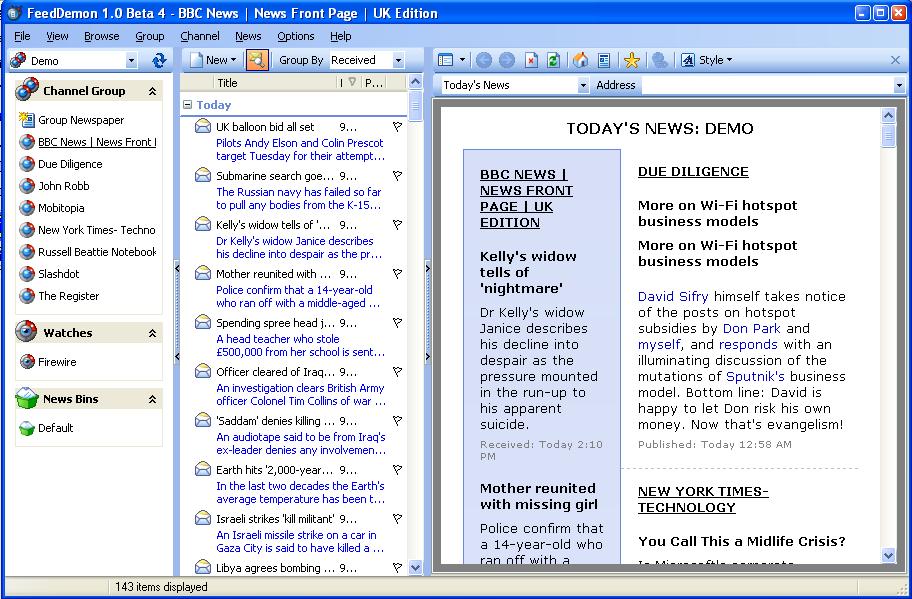 FeedDemon 1.0 Beta 4 - BBC News | News Front Page | UK Edition
File View Browse Group Channel News Options Help
Demo
New Group By Received
Style
Channel Group
Group Newspaper
BBC News | News Front
Due Diligence
John Robb
Mobitopia
New York Times- Techno
Russell Beattie Notebook
Slashdot
The Register
Watches
Firewire
News Bins
Default
Title I P...
Today
UK balloon bid all set 9...
Pilots Andy Elson and Colin Prescot
target Tuesday for their attempt...
Submarine search goe... 9...
The Russian navy has failed so far
to pull any bodies from the K-15...
Kelly's widow tells of '... 9...
Dr Kelly's widow Janice describes
his decline into despair as the pr...
Mother reunited with ... 9...
Police confirm that a 14-year-old
who ran off with a middle-aged ...
Spending spree head j... 9...
A head teacher who stole
£500,000 from her school is sent...
Officer cleared of Iraq... 9...
An investigation clears British Army
officer Colonel Tim Collins of war ...
'Saddam' denies killing ... 9...
An audiotape said to be from Iraq's
ex-leader denies any involvemen...
Earth hits '2,000-year... 9...
In the last two decades the Earth's
average temperature has been t...
Israeli strikes 'kill militant' 9...
An Israeli missile strike on a car in
Gaza City is said to have killed a ...
Libya agrees bombing ... 9...
Today's News Address
TODAY'S NEWS: DEMO
BBC NEWS |
NEWS FRONT
PAGE | UK
EDITION
Kelly's widow
tells of
'nightmare'
Dr Kelly's widow
Janice describes
his decline into
despair as the
pressure mounted
in the run-up to
his apparent
suicide.
Received: Today 2:10
PM
Mother reunited
with missing girl
Police confirm that
a 14-year-old who
ran off with a
DUE DILIGENCE
More on Wi-Fi hotspot
business models
More on Wi-Fi hotspot
business models
David Sifry himself takes notice
of the posts on hotspot
subsidies by Don Park and
myself, and responds with an
illuminating discussion of the
mutations of Sputnik's business
model. Bottom line: David is
happy to let Don risk his own
money. Now that's evangelism!
Published: Today 12:58 AM
NEW YORK TIMES-
TECHNOLOGY
You Call This a Midlife Crisis?
Is Microsoft's corporate
143 items displayed